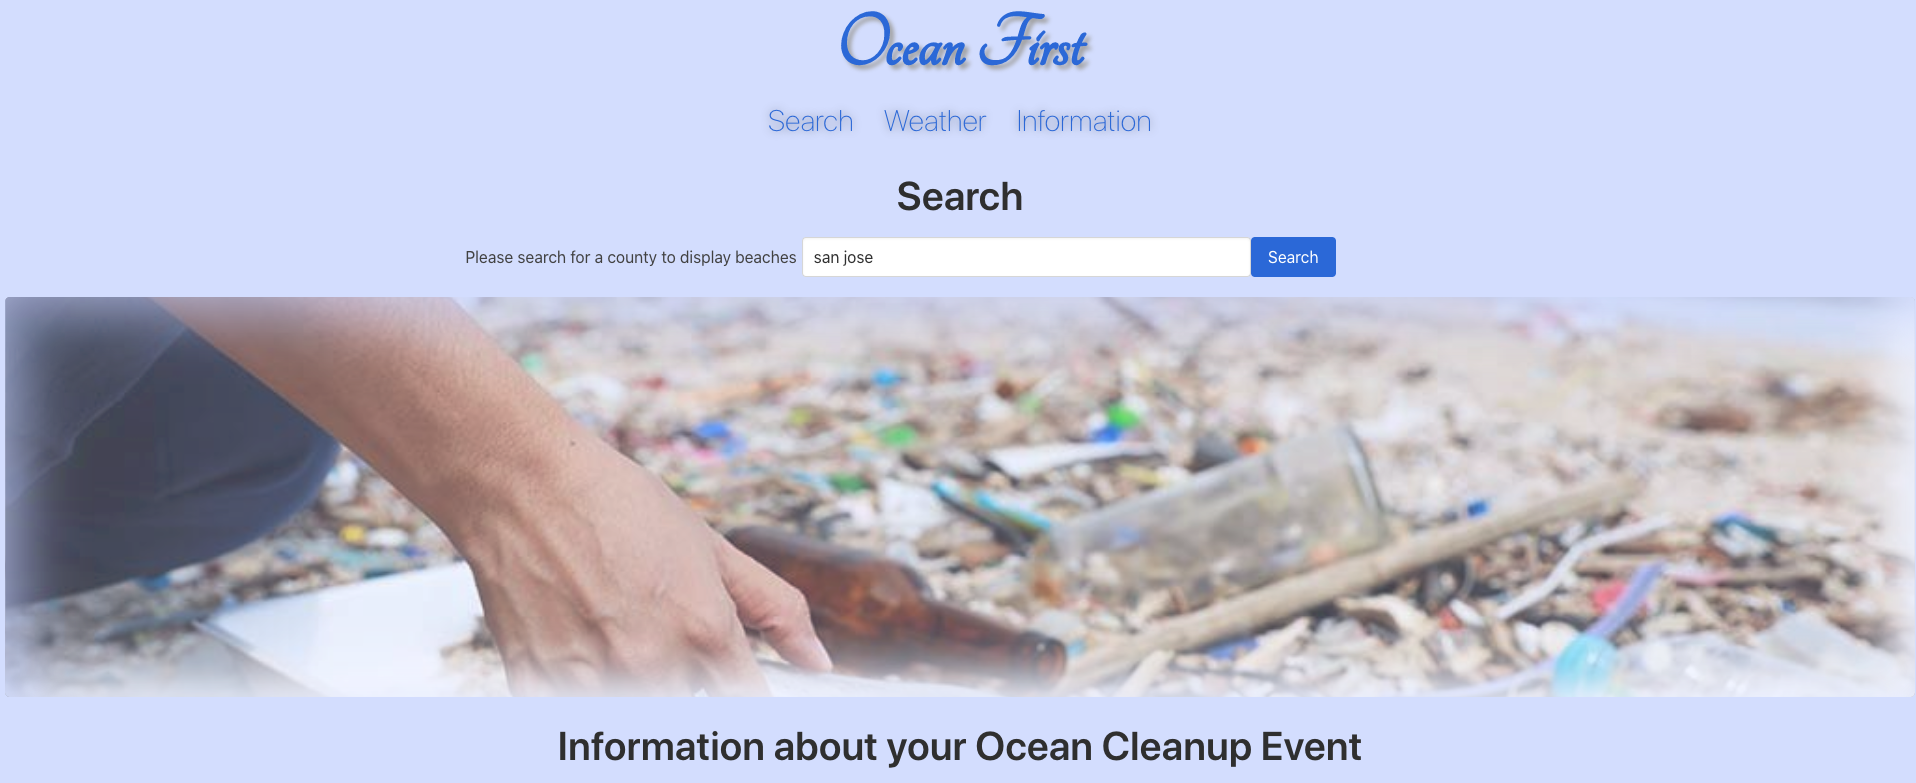 Ocean First
Search Weather Information
Search
Please search for a county to display beaches san jose Search
Information about your Ocean Cleanup Event